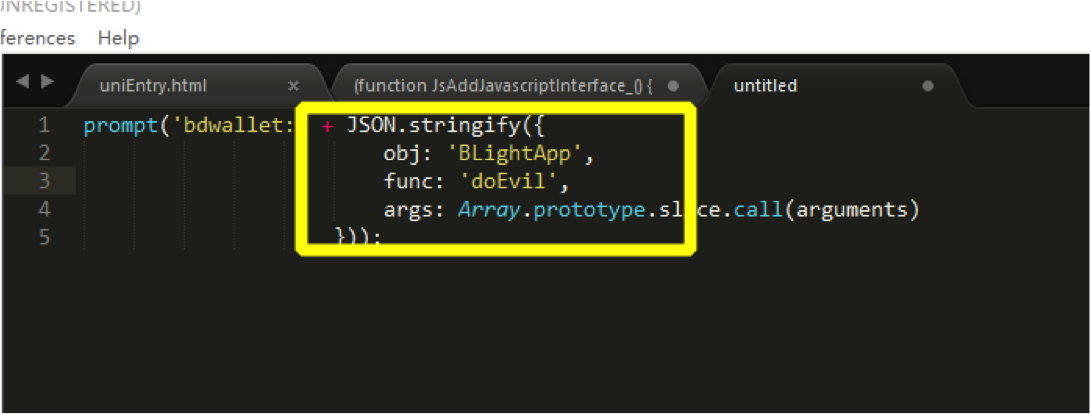 UNREGISTERED)
ferences Help
uniEntry.html × (function JsAddJavascriptInterface_() { untitled
1 prompt('bdwallet: + JSON.stringify({
2 obj: 'BLightApp',
3 func: 'doEvil',
4 args: Array.prototype.slice.call(arguments)
5 }));